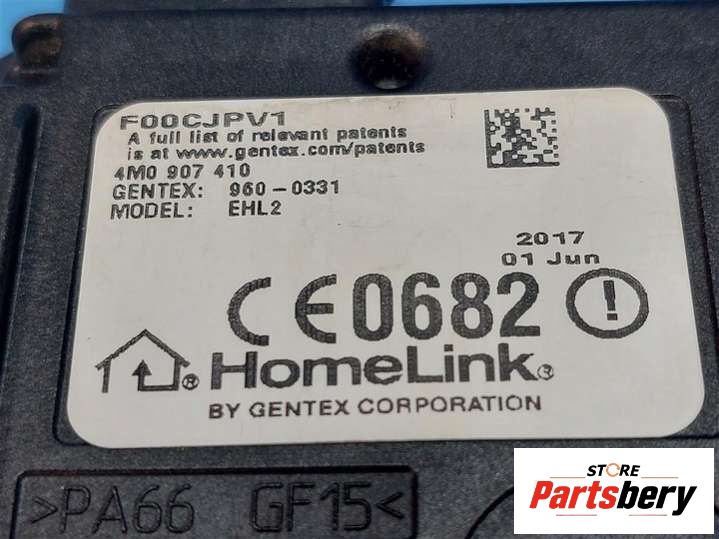 F00CJPV1
A full list of relevant patents
is at www.gentex.com/patents
4M0 907 410
GENTEX: 960-0331
MODEL: EHL2
2017
01 Jun
CE0682
HomeLink®
BY GENTEX CORPORATION
>PA66 GF15<
STORE
Partsbery